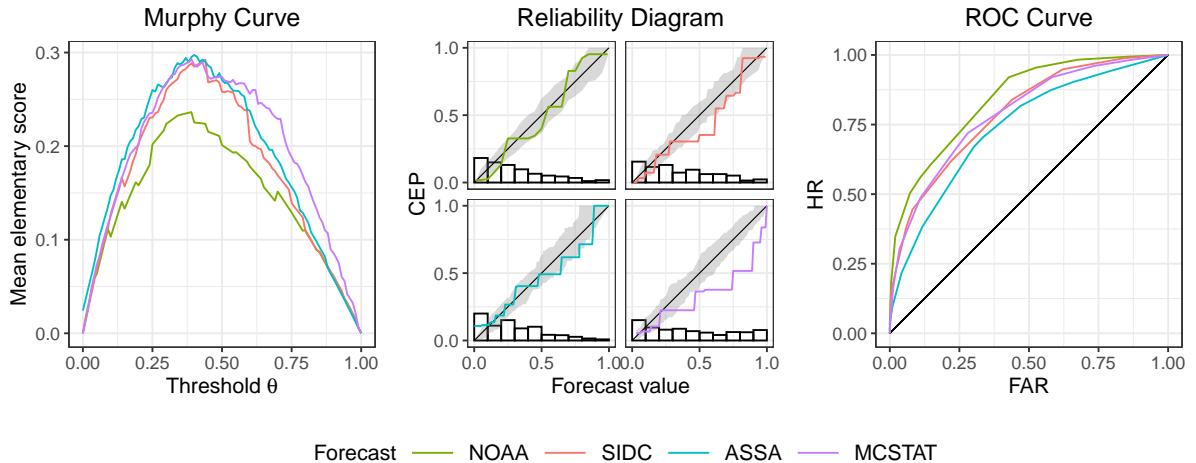 Murphy Curve
Mean elementary score
0.3
0.2
0.1
0.0
0.00 0.25 0.50 0.75 1.00
Threshold θ
Reliability Diagram
CEP
1.0
0.5
0.0
1.0
0.5
0.0
0.0 0.5 1.0 0.0 0.5 1.0
Forecast value
ROC Curve
HR
1.00
0.75
0.50
0.25
0.00
0.00 0.25 0.50 0.75 1.00
FAR
Forecast NOAA SIDC ASSA MCSTAT